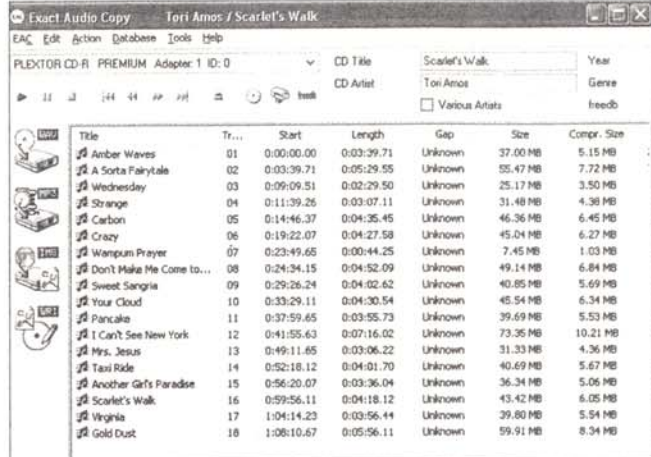 Exact Audio Copy Tori Amos / Scarlet's Walk
EAC Edit Action Database Tools Help
PLEXTOR CD-R PREMIUM Adapter: 1 ID: 0 CD Title Scarlet's Walk Year
CD Artist Tori Amos Genre
Various Artists freedb
freedb
WAV
MP3
IMG
WRI
Title Tr... Start Length Gap Size Compr. Size
Amber Waves 01 0:00:00.00 0:03:39.71 Unknown 37.00 MB 5.15 MB
A Sorta Fairytale 02 0:03:39.71 0:05:29.55 Unknown 55.47 MB 7.72 MB
Wednesday 03 0:09:09.51 0:02:29.50 Unknown 25.17 MB 3.50 MB
Strange 04 0:11:39.26 0:03:07.11 Unknown 31.48 MB 4.38 MB
Carbon 05 0:14:46.37 0:04:35.45 Unknown 46.36 MB 6.45 MB
Crazy 06 0:19:22.07 0:04:27.58 Unknown 45.04 MB 6.27 MB
Wampum Prayer 07 0:23:49.65 0:00:44.25 Unknown 7.45 MB 1.03 MB
Don't Make Me Come to... 08 0:24:34.15 0:04:52.09 Unknown 49.14 MB 6.84 MB
Sweet Sangria 09 0:29:26.24 0:04:02.62 Unknown 40.85 MB 5.69 MB
Your Cloud 10 0:33:29.11 0:04:30.54 Unknown 45.54 MB 6.34 MB
Pancake 11 0:37:59.65 0:03:55.73 Unknown 39.69 MB 5.53 MB
I Can't See New York 12 0:41:55.63 0:07:16.02 Unknown 73.35 MB 10.21 MB
Mrs. Jesus 13 0:49:11.65 0:03:06.22 Unknown 31.33 MB 4.36 MB
Taxi Ride 14 0:52:18.12 0:04:01.70 Unknown 40.69 MB 5.67 MB
Another Girl's Paradise 15 0:56:20.07 0:03:36.04 Unknown 36.34 MB 5.06 MB
Scarlet's Walk 16 0:59:56.11 0:04:18.12 Unknown 43.42 MB 6.05 MB
Virginia 17 1:04:14.23 0:03:56.44 Unknown 39.80 MB 5.54 MB
Gold Dust 18 1:08:10.67 0:05:56.11 Unknown 59.91 MB 8.34 MB